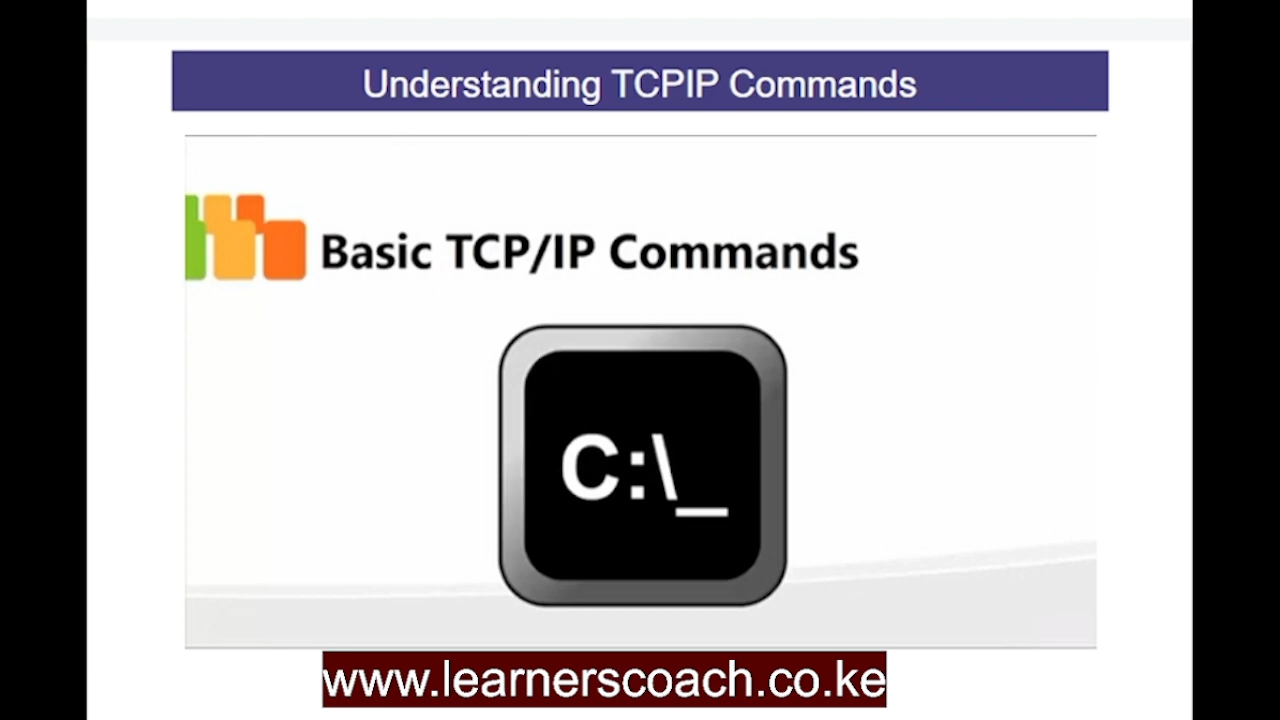 Understanding TCPIP Commands
Basic TCP/IP Commands
C:\_
www.learnerscoach.co.ke